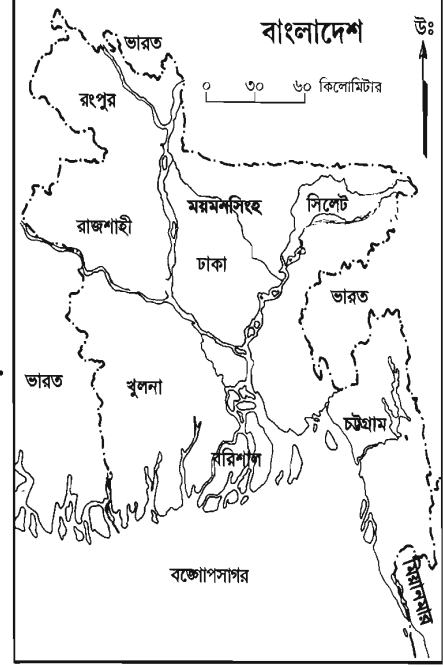 বাংলাদেশ
উঃ
ভারত
০ ৩০ ৬০ কিলোমিটার
রংপুর
ময়মনসিংহ
সিলেট
রাজশাহী
ঢাকা
ভারত
ভারত
খুলনা
চট্টগ্রাম
বরিশাল
বঙ্গোপসাগর
মিয়ানমার